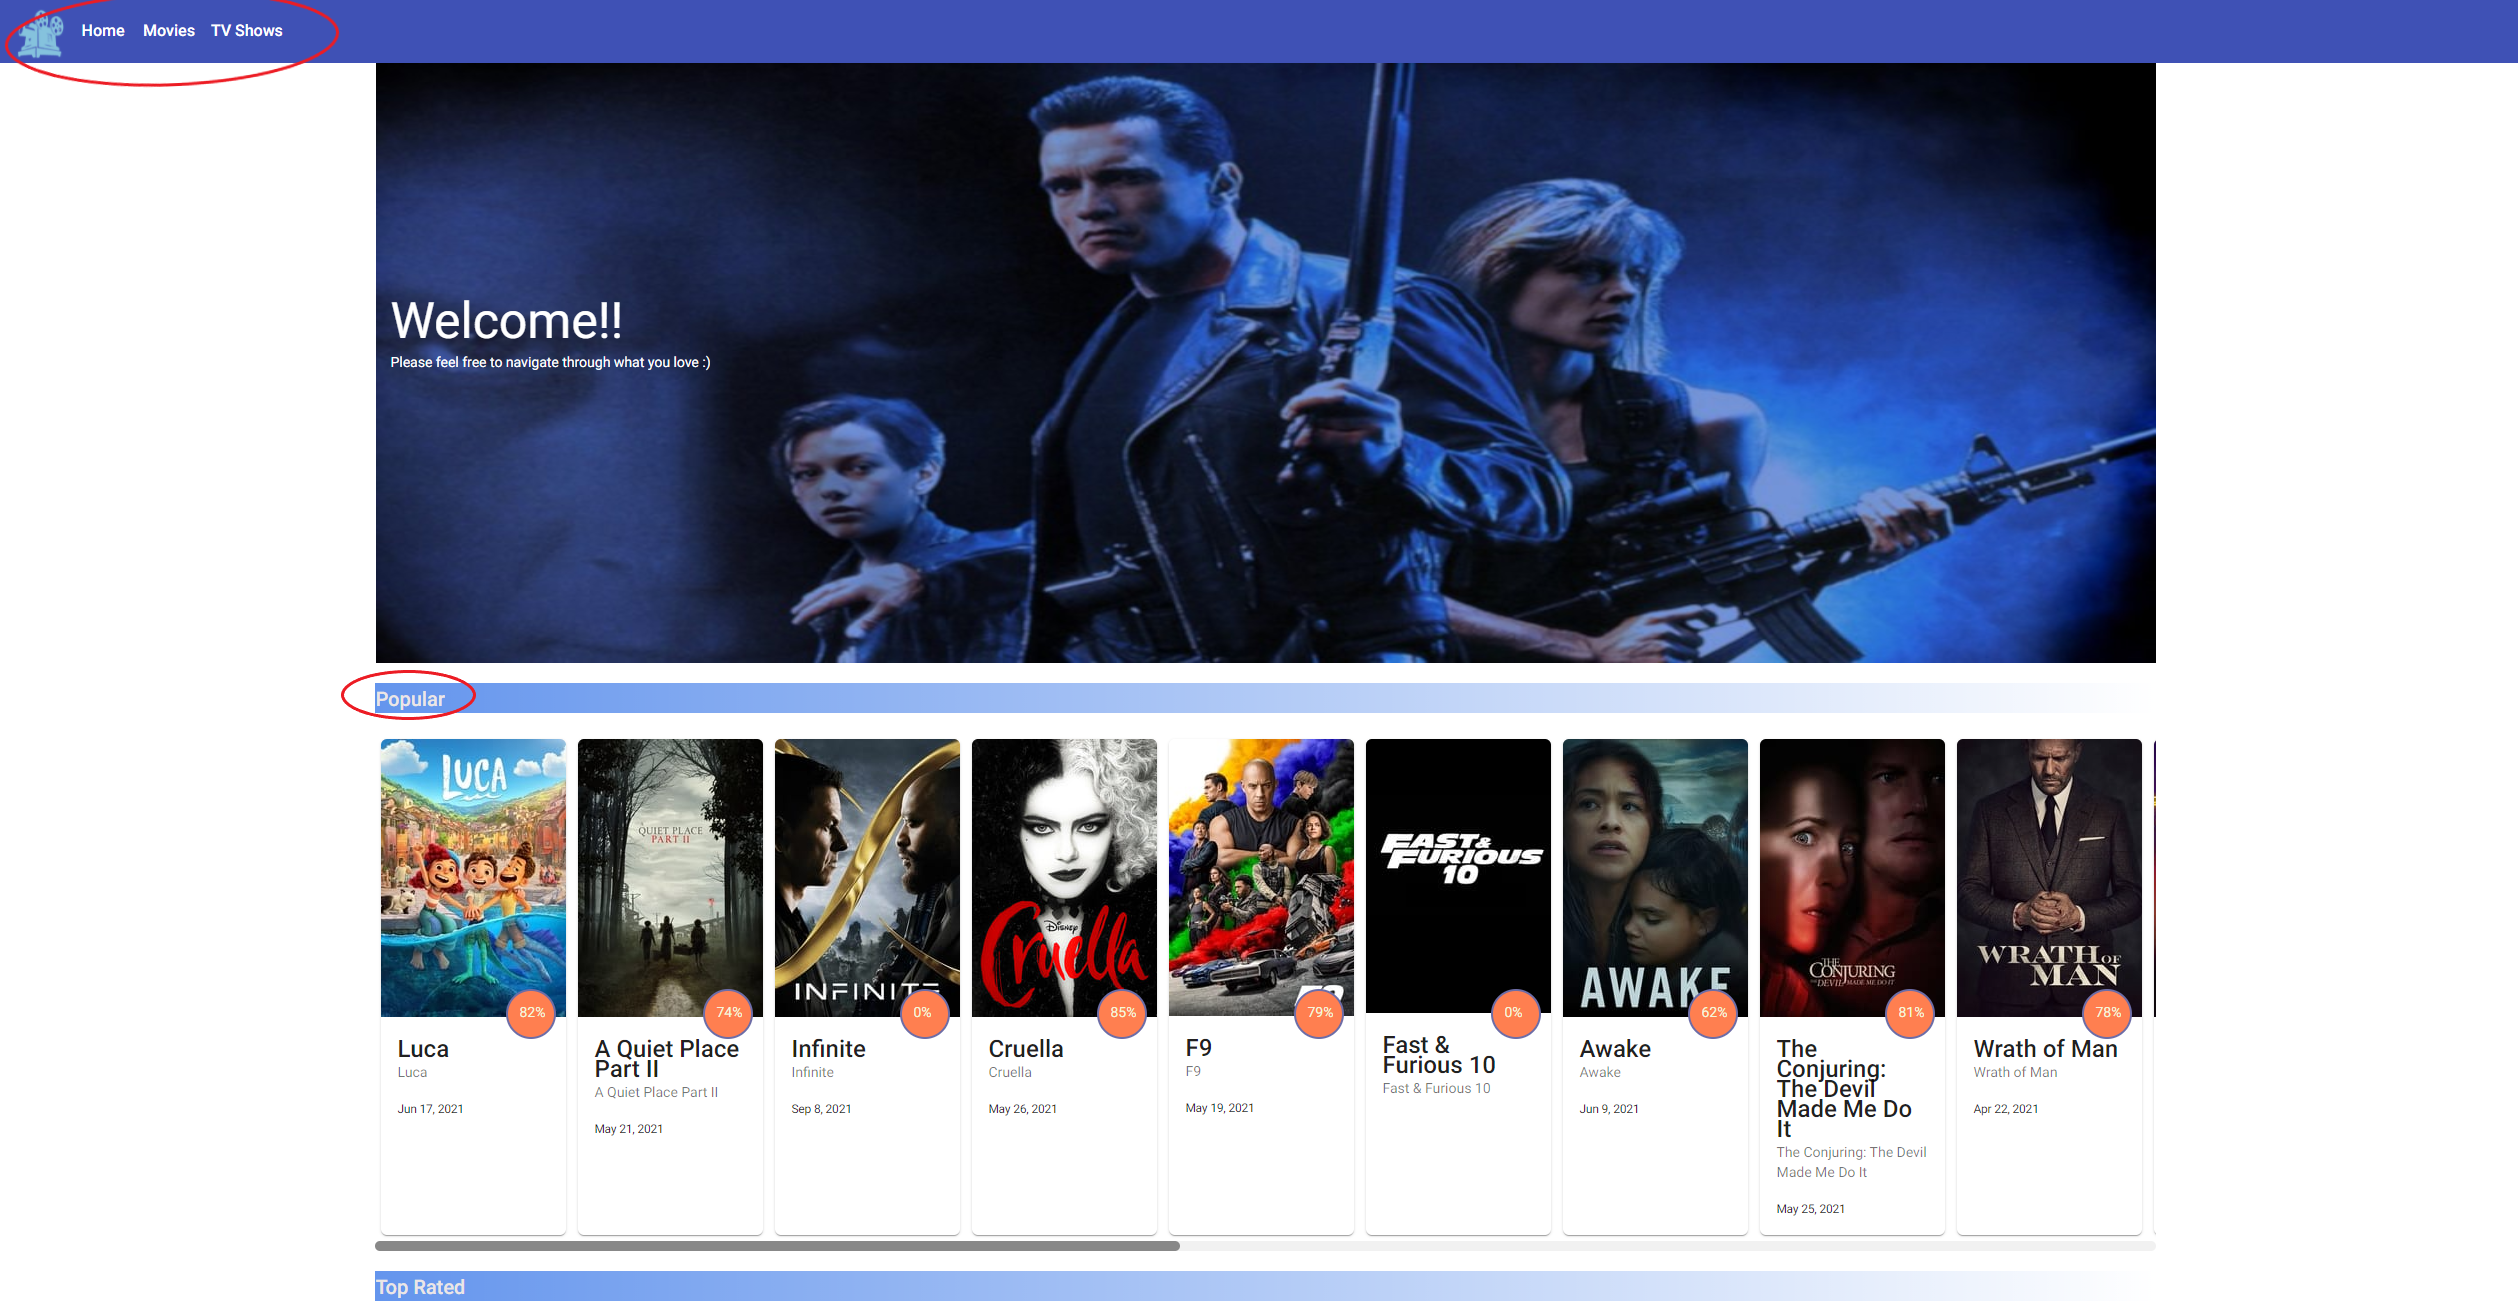 Home Movies TV Shows
Welcome!!
Please feel free to navigate through what you love :)
Popular
LUCA
82%
Luca
Luca
Jun 17, 2021
A QUIET PLACE
PART II
74%
A Quiet Place
Part II
A Quiet Place Part II
May 21, 2021
INFINITE
0%
Infinite
Infinite
Sep 8, 2021
DISNEY
Cruella
85%
Cruella
Cruella
May 26, 2021
F9
79%
F9
F9
May 19, 2021
FAST &
FURIOUS
10
0%
Fast &
Furious 10
Fast & Furious 10
AWAKE
62%
Awake
Awake
Jun 9, 2021
THE
CONJURING
THE DEVIL MADE ME DO IT
81%
The
Conjuring:
The Devil
Made Me Do
It
The Conjuring: The Devil
Made Me Do It
May 25, 2021
WRATH OF
MAN
78%
Wrath of Man
Wrath of Man
Apr 22, 2021
Top Rated